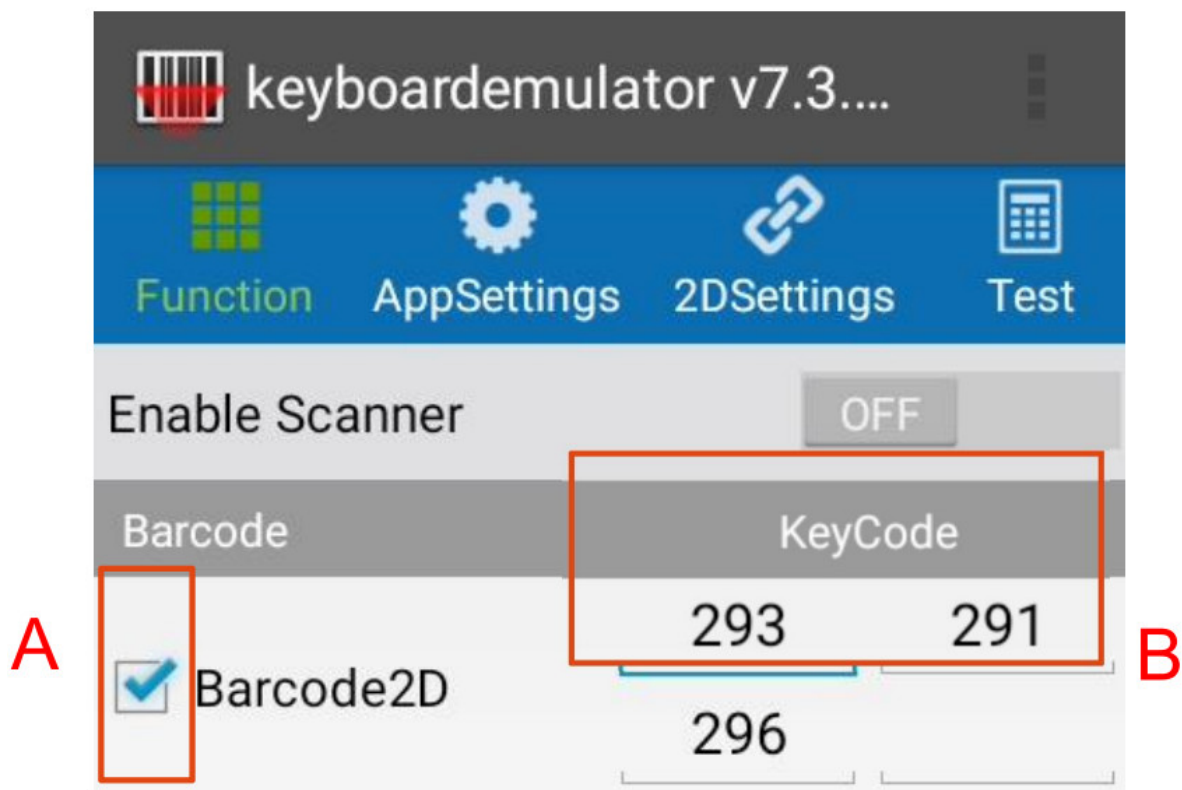 keyboardemulator v7.3....
Function AppSettings 2DSettings Test
Enable Scanner OFF
Barcode KeyCode
293 291
A B
Barcode2D
296